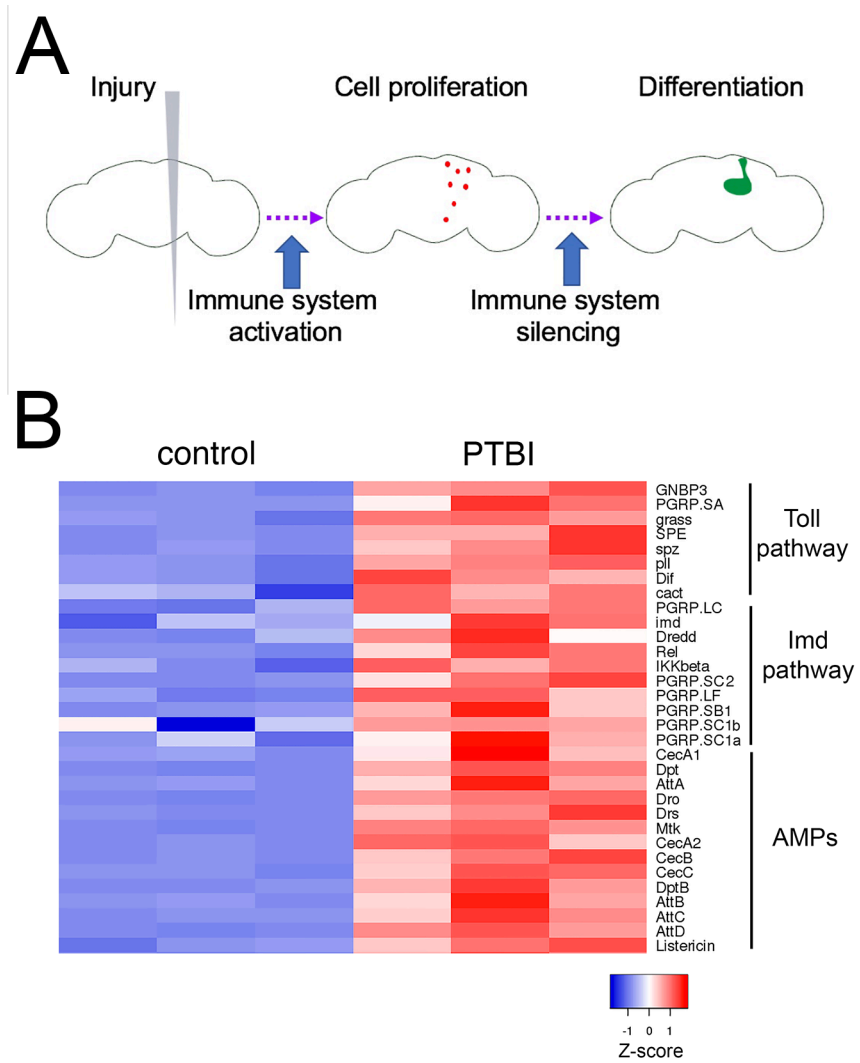 A
Injury
Cell proliferation
Differentiation
Immune system
activation
Immune system
silencing
B
control
PTBI
GNBP3
PGRP.SA
grass
SPE
spz
pll
Dif
cact
PGRP.LC
imd
Dredd
Rel
IKKbeta
PGRP.SC2
PGRP.LF
PGRP.SB1
PGRP.SC1b
PGRP.SC1a
CecA1
Dpt
AttA
Dro
Drs
Mtk
CecA2
CecB
CecC
DptB
AttB
AttC
AttD
Listericin
Toll
pathway
Imd
pathway
AMPs
-1 0 1
Z-score